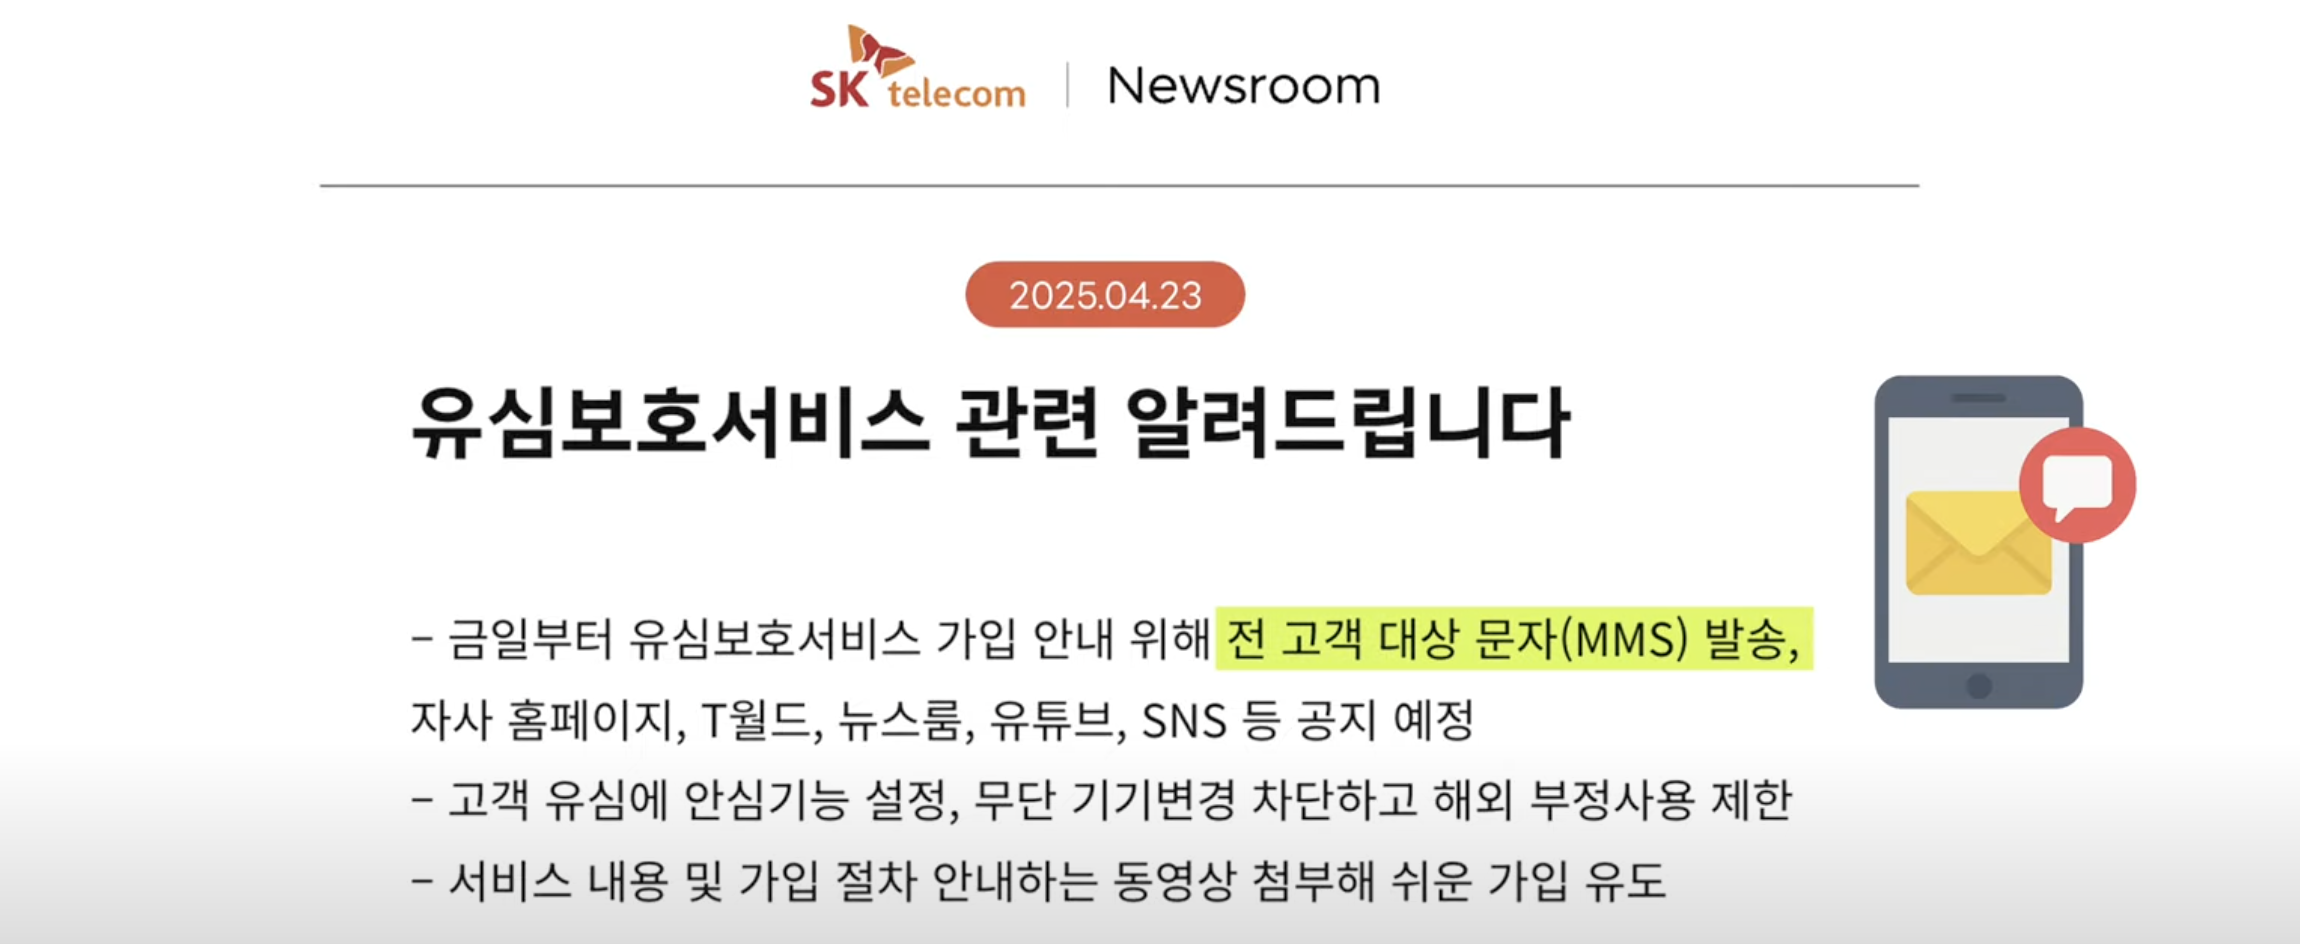 SK telecom | Newsroom
2025.04.23
유심보호서비스 관련 알려드립니다
– 금일부터 유심보호서비스 가입 안내 위해 전 고객 대상 문자(MMS) 발송,
자사 홈페이지, T월드, 뉴스룸, 유튜브, SNS 등 공지 예정
– 고객 유심에 안심기능 설정, 무단 기기변경 차단하고 해외 부정사용 제한
– 서비스 내용 및 가입 절차 안내하는 동영상 첨부해 쉬운 가입 유도